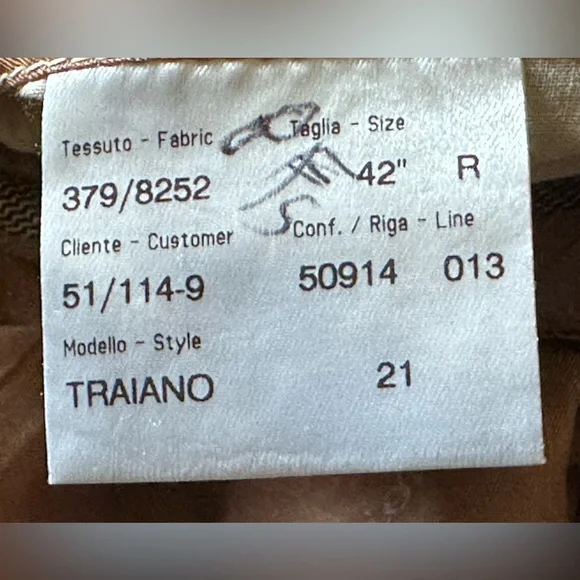 Tessuto - Fabric Taglia - Size
379/8252 42" R
Cliente - Customer Conf. / Riga - Line
51/114-9 50914 013
Modello - Style
TRAIANO 21